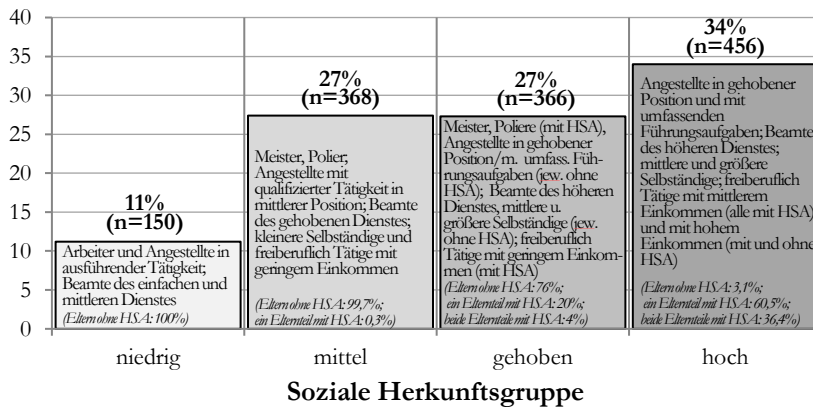 40
35
30
25
20
15
10
5
0
11%
(n=150)
Arbeiter und Angestellte in
ausführender Tätigkeit;
Beamte des einfachen und
mittleren Dienstes
(Eltern ohne HSA: 100%)
niedrig
27%
(n=368)
Meister, Polier;
Angestellte mit
qualifizierter Tätigkeit in
mittlerer Position; Beamte
des gehobenen Dienstes;
kleinere Selbständige und
freiberuflich Tätige mit
geringem Einkommen
(Eltern ohne HSA: 99,7%;
ein Elternteil mit HSA: 0,3%)
mittel
27%
(n=366)
Meister, Poliere (mit HSA),
Angestellte in gehobener
Position/m. umfass. Füh-
rungsaufgaben (jew. ohne
HSA); Beamte des höheren
Dienstes, mittlere u.
größere Selbständige (jew.
ohne HSA); freiberuflich
Tätige mit geringem Einkom-
men (mit HSA)
(Eltern ohne HSA: 76%;
ein Elternteil mit HSA: 20%;
beide Elternteile mit HSA: 4%)
gehoben
34%
(n=456)
Angestellte in gehobener
Position und mit
umfassenden
Führungsaufgaben; Beamte
des höheren Dienstes;
mittlere und größere
Selbständige; freiberuflich
Tätige mit mittlerem
Einkommen (alle mit HSA)
und mit hohem
Einkommen (mit und ohne
HSA)
(Eltern ohne HSA: 3,1%;
ein Elternteil mit HSA: 60,5%;
beide Elternteile mit HSA: 36,4%)
hoch
Soziale Herkunftsgruppe